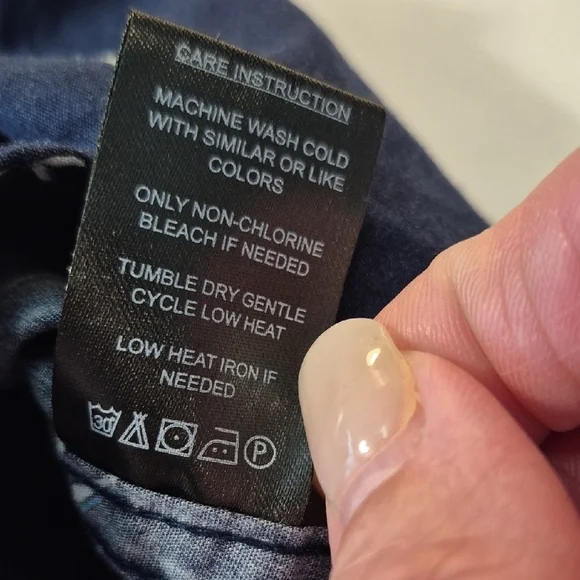 CARE INSTRUCTION
MACHINE WASH COLD
WITH SIMILAR OR LIKE
COLORS
ONLY NON-CHLORINE
BLEACH IF NEEDED
TUMBLE DRY GENTLE
CYCLE LOW HEAT
LOW HEAT IRON IF
NEEDED
30° P